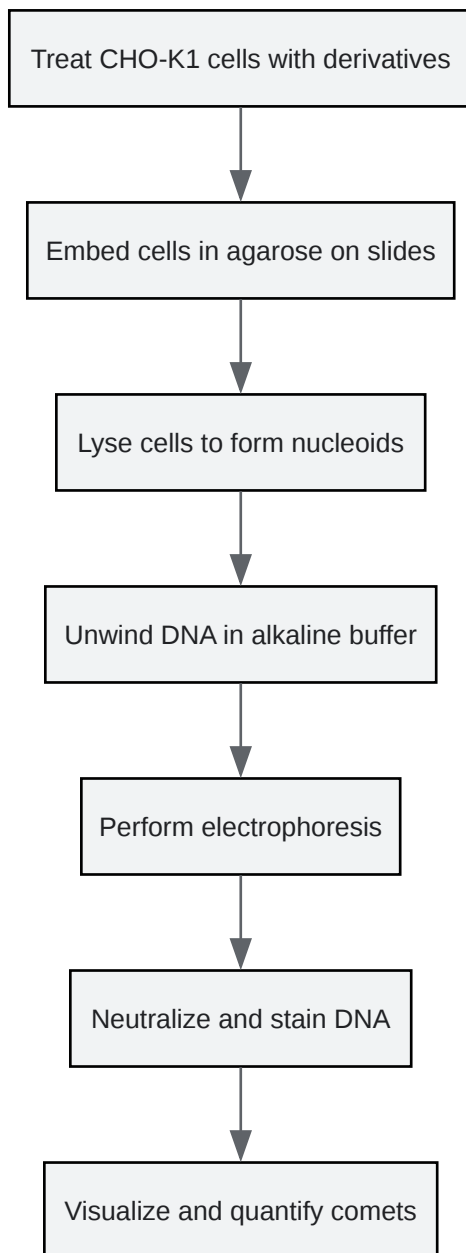 Treat CHO-K1 cells with derivatives
Embed cells in agarose on slides
Lyse cells to form nucleoids
Unwind DNA in alkaline buffer
Perform electrophoresis
Neutralize and stain DNA
Visualize and quantify comets